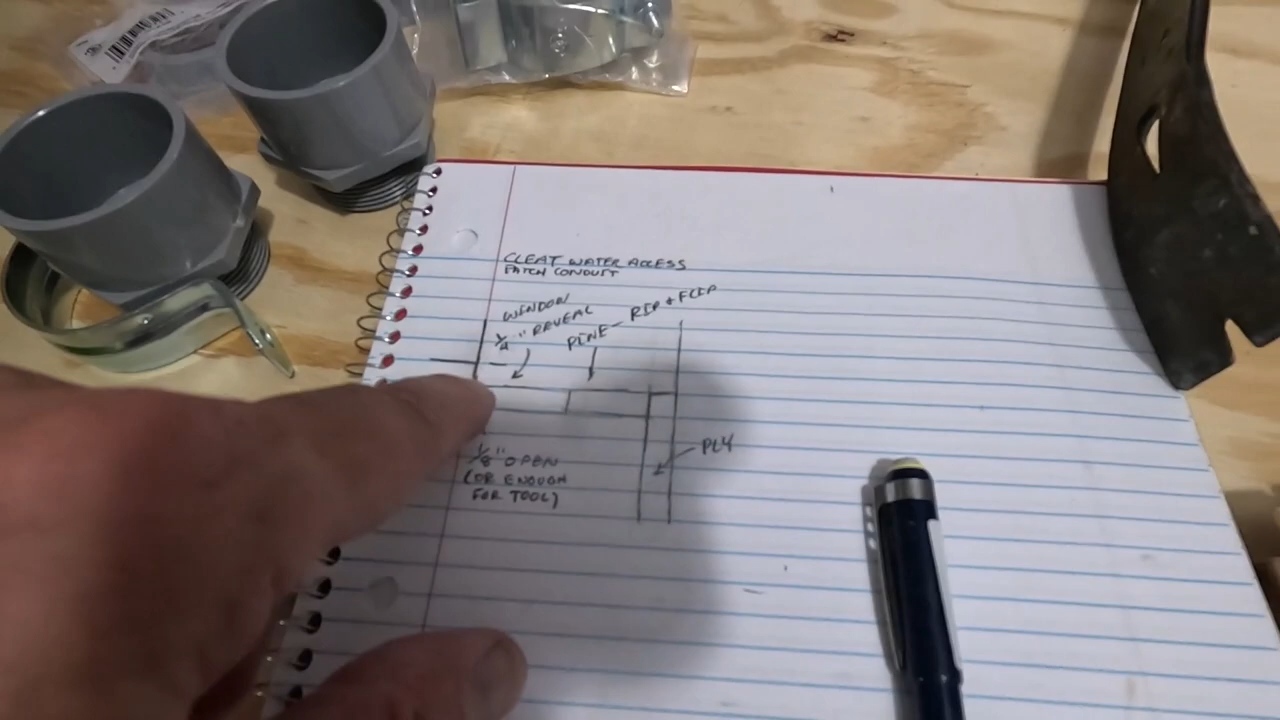 CLEAT WATER ACCESS
PATCH CONDUIT
WINDOW
1/4" REVEAL
PINE - RIP + FLIP
PLY
1/8" OPEN
(OR ENOUGH
FOR TOOL)